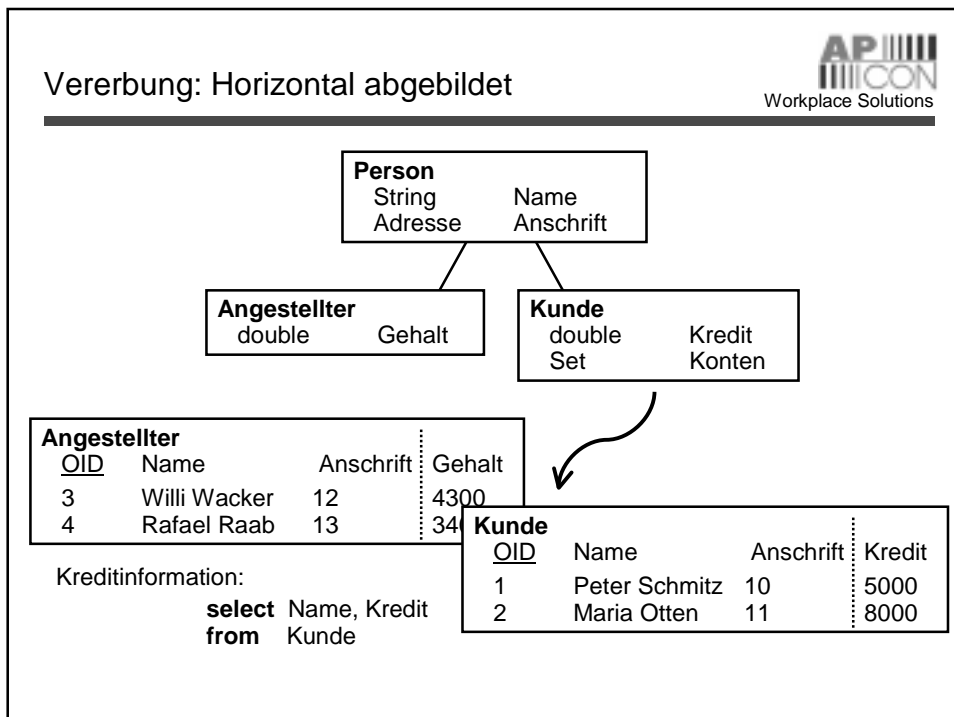 Vererbung: Horizontal abgebildet
AP
CON
Workplace Solutions
Person
String Name
Adresse Anschrift
Angestellter
double Gehalt
Kunde
double Kredit
Set Konten
Angestellter
OID Name Anschrift Gehalt
3 Willi Wacker 12 4300
4 Rafael Raab 13
Kunde
OID Name Anschrift Kredit
1 Peter Schmitz 10 5000
2 Maria Otten 11 8000
Kreditinformation:
select Name, Kredit
from Kunde